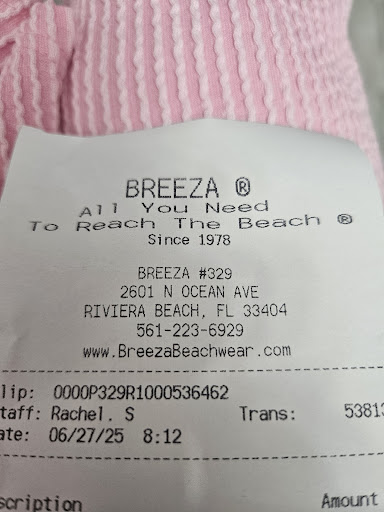 BREEZA ®
All You Need
To Reach The Beach ®
Since 1978
BREEZA #329
2601 N OCEAN AVE
RIVIERA BEACH, FL 33404
561-223-6929
www.BreezaBeachwear.com
lip: 0000P329R1000536462
taff: Rachel. S Trans: 53813
ate: 06/27/25 8:12
scription Amount